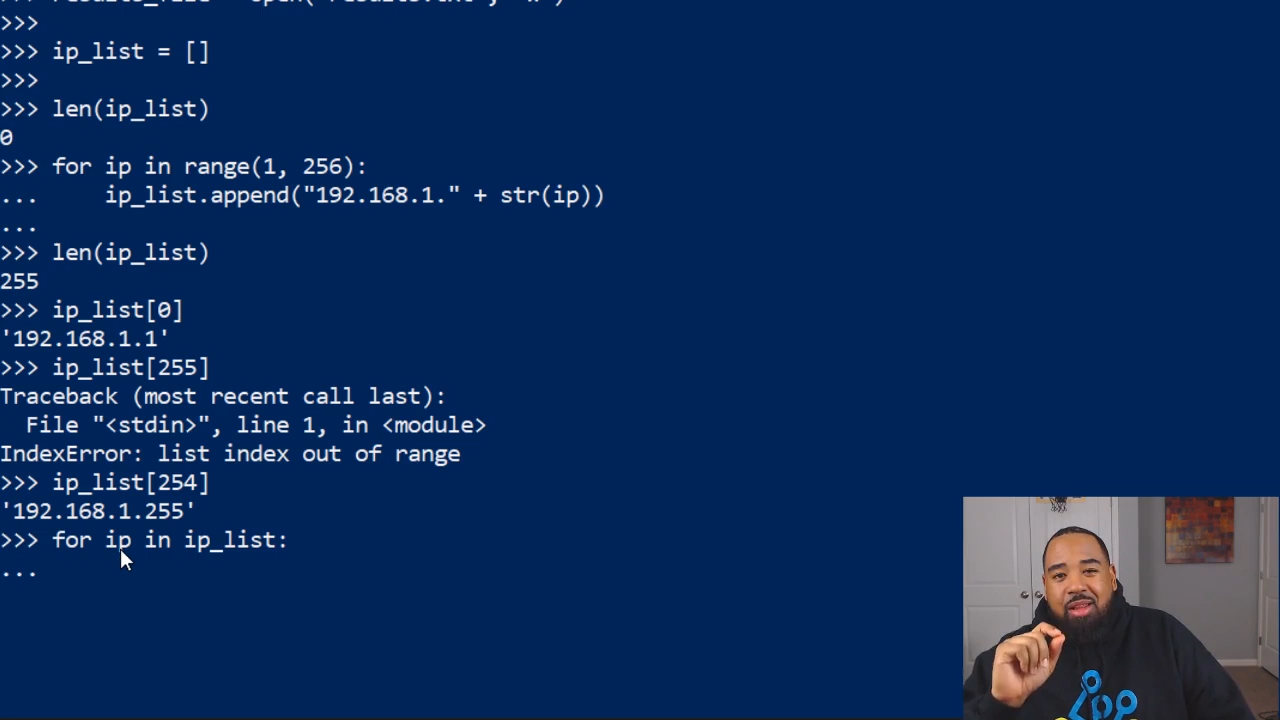 >>>
>>> ip_list = []
>>>
>>> len(ip_list)
0
>>> for ip in range(1, 256):
...     ip_list.append("192.168.1." + str(ip))
...
>>> len(ip_list)
255
>>> ip_list[0]
'192.168.1.1'
>>> ip_list[255]
Traceback (most recent call last):
  File "<stdin>", line 1, in <module>
IndexError: list index out of range
>>> ip_list[254]
'192.168.1.255'
>>> for ip in ip_list:
...